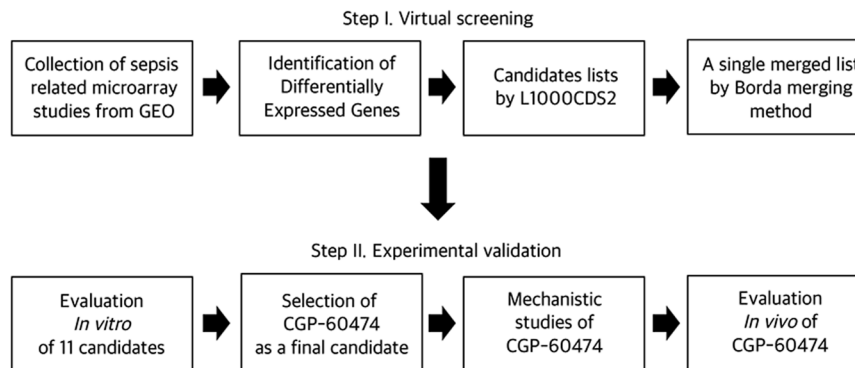 Step I. Virtual screening
Collection of sepsis
related microarray
studies from GEO
Identification of
Differentially
Expressed Genes
Candidates lists
by L1000CDS2
A single merged list
by Borda merging
method
Step II. Experimental validation
Evaluation
In vitro
of 11 candidates
Selection of
CGP-60474
as a final candidate
Mechanistic
studies of
CGP-60474
Evaluation
In vivo of
CGP-60474